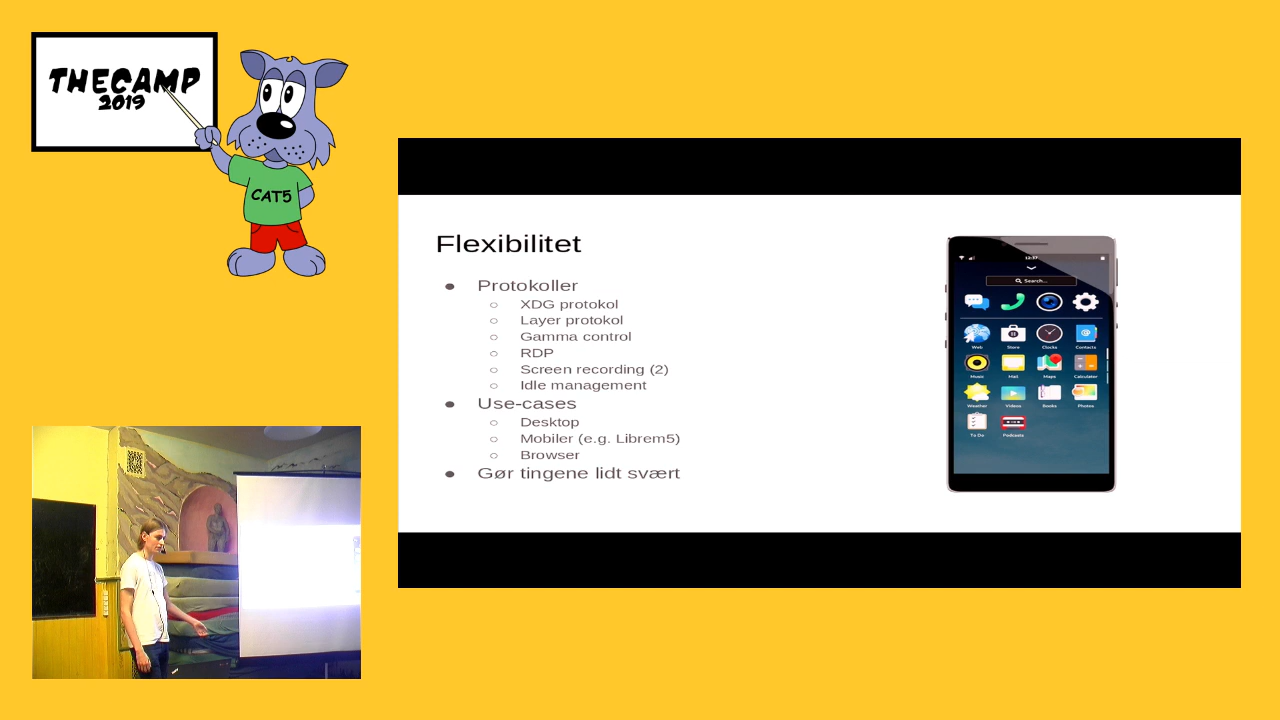 THECAMP
2019
CAT5
Flexibilitet
Protokoller
XDG protokol
Layer protokol
Gamma control
RDP
Screen recording (2)
Idle management
Use-cases
Desktop
Mobiler (e.g. Librem5)
Browser
Gør tingene lidt svært
12:37
Search...
Web Store Clocks Contacts
Music Mail Maps Calculator
Weather Videos Books Photos
To Do Podcasts